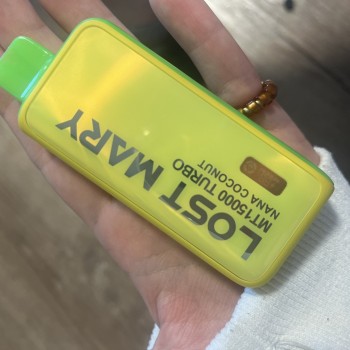 LOST MARY
MT15000 TURBO
NANA COCONUT